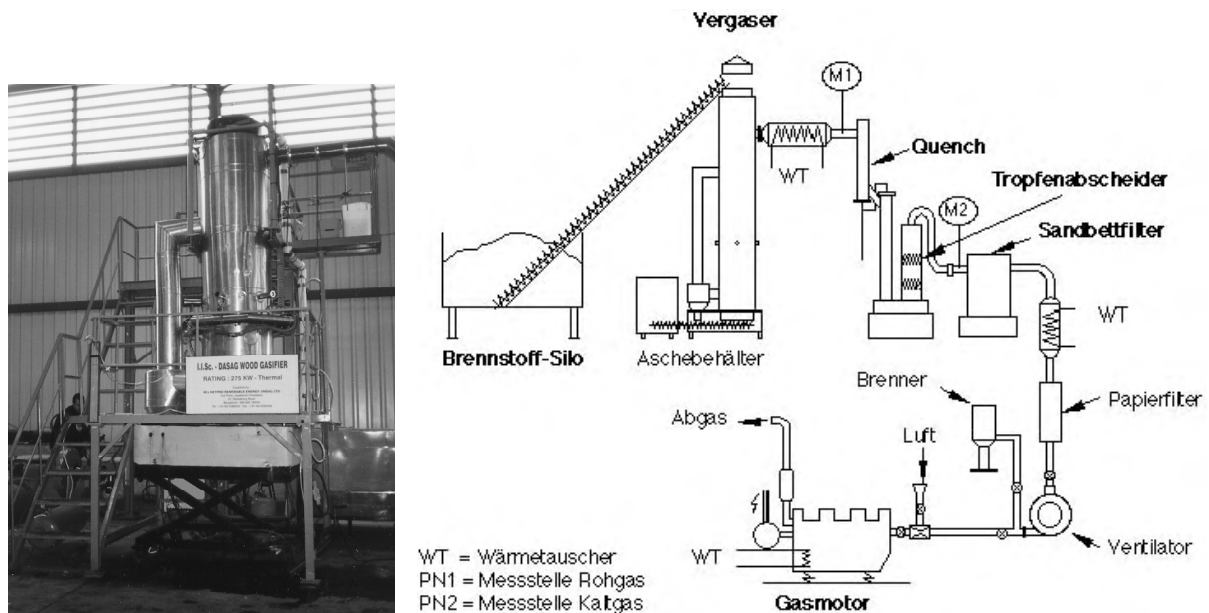 I.I.Sc. - DASAG WOOD GASIFIER
RATING : 275 KW - Thermal
Vergaser
M1
WT
Quench
Tropfenabscheider
M2
Sandbettfilter
WT
Brennstoff-Silo
Aschebehälter
Brenner
Papierfilter
Abgas
Luft
Ventilator
WT
WT = Wärmetauscher
PN1 = Messstelle Rohgas
PN2 = Messstelle Kaltgas
Gasmotor